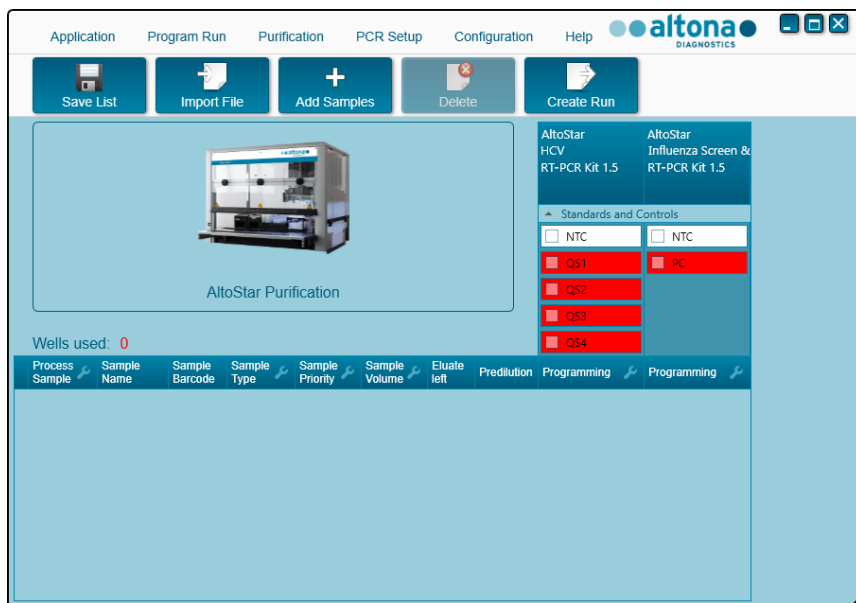 Application Program Run Purification PCR Setup Configuration Help
altona
DIAGNOSTICS
Save List Import File Add Samples Delete Create Run
AltoStar
HCV
RT-PCR Kit 1.5
AltoStar
Influenza Screen &
RT-PCR Kit 1.5
Standards and Controls
NTC NTC
QS1 PC
QS2
QS3
QS4
AltoStar Purification
Wells used: 0
Process Sample
Sample Name
Sample Barcode
Sample Type
Sample Priority
Sample Volume
Eluate left
Predilution
Programming
Programming